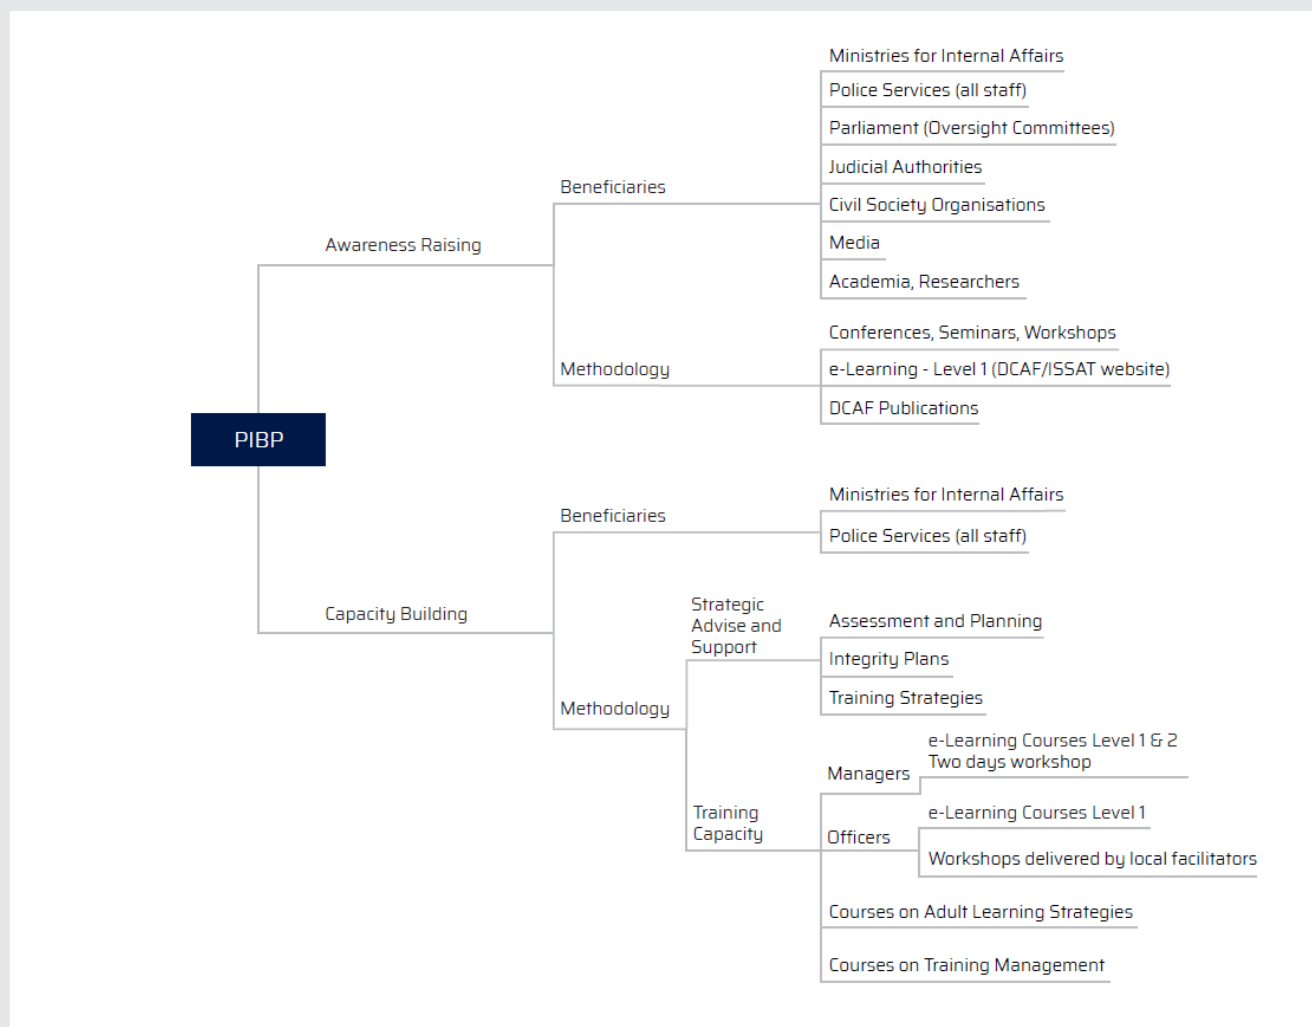 PIBP
Awareness Raising
Beneficiaries
Ministries for Internal Affairs
Police Services (all staff)
Parliament (Oversight Committees)
Judicial Authorities
Civil Society Organisations
Media
Academia, Researchers
Methodology
Conferences, Seminars, Workshops
e-Learning - Level 1 (DCAF/ISSAT website)
DCAF Publications
Capacity Building
Beneficiaries
Ministries for Internal Affairs
Police Services (all staff)
Methodology
Strategic
Advise and
Support
Assessment and Planning
Integrity Plans
Training Strategies
Training
Capacity
Managers
e-Learning Courses Level 1 & 2
Two days workshop
Officers
e-Learning Courses Level 1
Workshops delivered by local facilitators
Courses on Adult Learning Strategies
Courses on Training Management